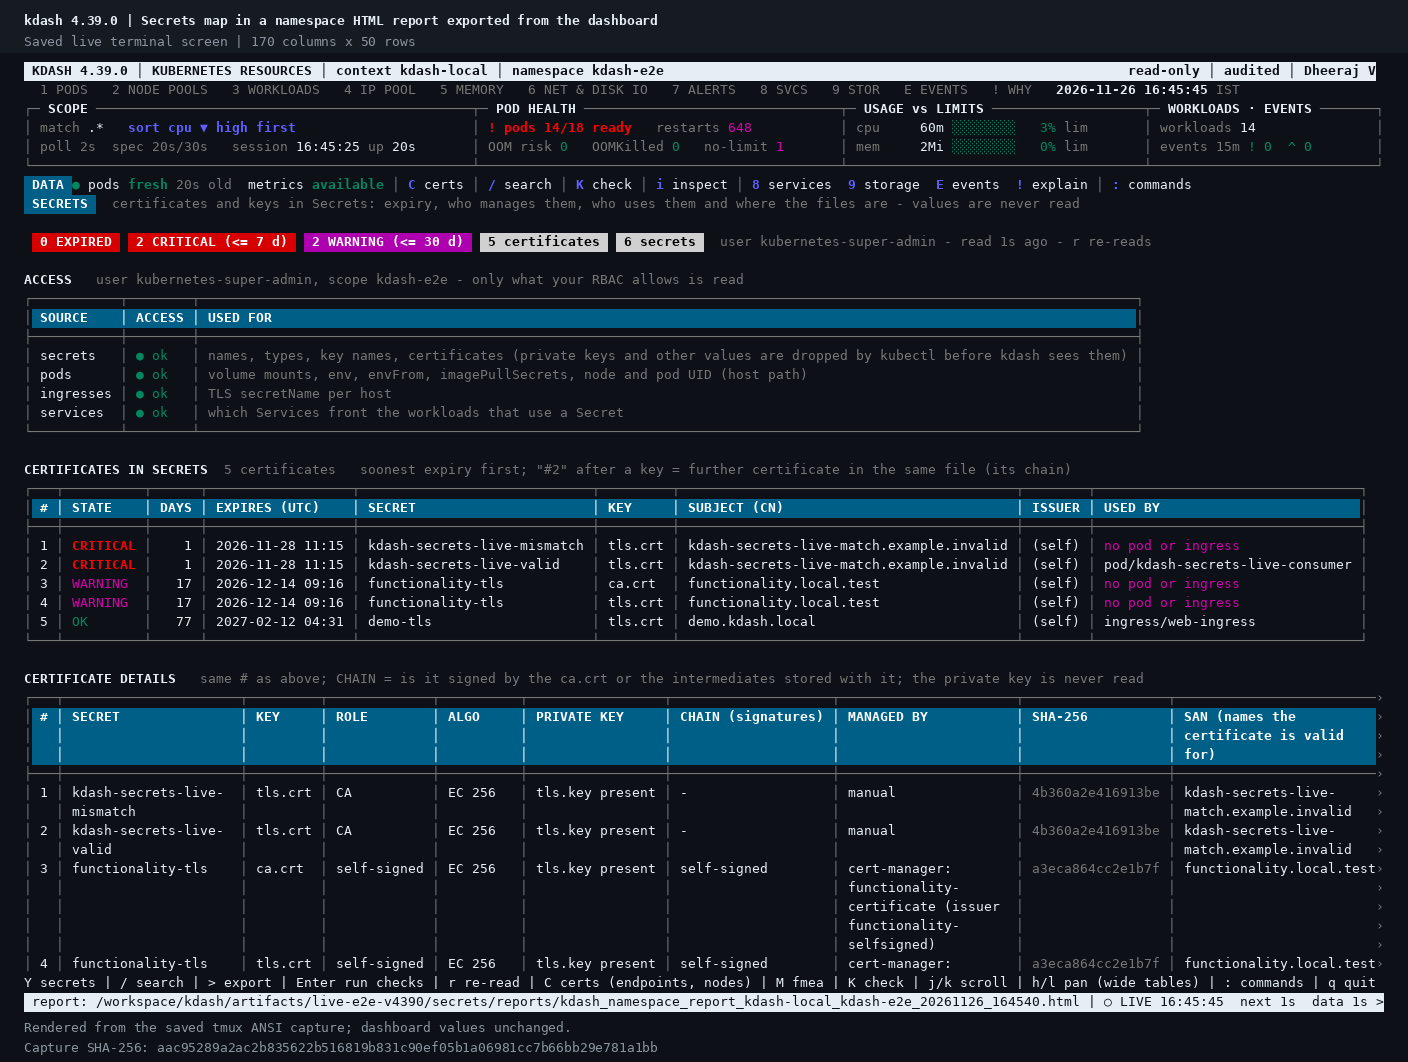 kdash 4.39.0 | Secrets map in a namespace HTML report exported from the dashboard
Saved live terminal screen | 170 columns x 50 rows
KDASH 4.39.0 │ KUBERNETES RESOURCES │ context kdash-local │ namespace kdash-e2e read-only │ audited │ Dheeraj V
1 PODS 2 NODE POOLS 3 WORKLOADS 4 IP POOL 5 MEMORY 6 NET & DISK IO 7 ALERTS 8 SVCS 9 STOR E EVENTS ! WHY 2026-11-26 16:45:45 IST
SCOPE POD HEALTH USAGE vs LIMITS WORKLOADS · EVENTS
match .* sort cpu ▼ high first │ ! pods 14/18 ready restarts 648 │ cpu 60m ░░░░░░░░ 3% lim │ workloads 14
poll 2s spec 20s/30s session 16:45:25 up 20s │ OOM risk 0 OOMKilled 0 no-limit 1 │ mem 2Mi ░░░░░░░░ 0% lim │ events 15m ! 0 ^ 0
DATA ● pods fresh 20s old metrics available │ C certs │ / search │ K check │ i inspect │ 8 services 9 storage E events ! explain │ : commands
SECRETS certificates and keys in Secrets: expiry, who manages them, who uses them and where the files are - values are never read
0 EXPIRED 2 CRITICAL (<= 7 d) 2 WARNING (<= 30 d) 5 certificates 6 secrets user kubernetes-super-admin - read 1s ago - r re-reads
ACCESS user kubernetes-super-admin, scope kdash-e2e - only what your RBAC allows is read
SOURCE │ ACCESS │ USED FOR
secrets │ ● ok │ names, types, key names, certificates (private keys and other values are dropped by kubectl before kdash sees them)
pods │ ● ok │ volume mounts, env, envFrom, imagePullSecrets, node and pod UID (host path)
ingresses │ ● ok │ TLS secretName per host
services │ ● ok │ which Services front the workloads that use a Secret
CERTIFICATES IN SECRETS 5 certificates soonest expiry first; "#2" after a key = further certificate in the same file (its chain)
# │ STATE │ DAYS │ EXPIRES (UTC) │ SECRET │ KEY │ SUBJECT (CN) │ ISSUER │ USED BY
1 │ CRITICAL │ 1 │ 2026-11-28 11:15 │ kdash-secrets-live-mismatch │ tls.crt │ kdash-secrets-live-match.example.invalid │ (self) │ no pod or ingress
2 │ CRITICAL │ 1 │ 2026-11-28 11:15 │ kdash-secrets-live-valid │ tls.crt │ kdash-secrets-live-match.example.invalid │ (self) │ pod/kdash-secrets-live-consumer
3 │ WARNING │ 17 │ 2026-12-14 09:16 │ functionality-tls │ ca.crt │ functionality.local.test │ (self) │ no pod or ingress
4 │ WARNING │ 17 │ 2026-12-14 09:16 │ functionality-tls │ tls.crt │ functionality.local.test │ (self) │ no pod or ingress
5 │ OK │ 77 │ 2027-02-12 04:31 │ demo-tls │ tls.crt │ demo.kdash.local │ (self) │ ingress/web-ingress
CERTIFICATE DETAILS same # as above; CHAIN = is it signed by the ca.crt or the intermediates stored with it; the private key is never read
# │ SECRET │ KEY │ ROLE │ ALGO │ PRIVATE KEY │ CHAIN (signatures) │ MANAGED BY │ SHA-256 │ SAN (names the ›
certificate is valid ›
for) ›
1 │ kdash-secrets-live- │ tls.crt │ CA │ EC 256 │ tls.key present │ - │ manual │ 4b360a2e416913be │ kdash-secrets-live- ›
mismatch │ match.example.invalid ›
2 │ kdash-secrets-live- │ tls.crt │ CA │ EC 256 │ tls.key present │ - │ manual │ 4b360a2e416913be │ kdash-secrets-live- ›
valid │ match.example.invalid ›
3 │ functionality-tls │ ca.crt │ self-signed │ EC 256 │ tls.key present │ self-signed │ cert-manager: │ a3eca864cc2e1b7f │ functionality.local.test›
functionality- ›
certificate (issuer ›
functionality- ›
selfsigned) ›
4 │ functionality-tls │ tls.crt │ self-signed │ EC 256 │ tls.key present │ self-signed │ cert-manager: │ a3eca864cc2e1b7f │ functionality.local.test›
Y secrets | / search | > export | Enter run checks | r re-read | C certs (endpoints, nodes) | M fmea | K check | j/k scroll | h/l pan (wide tables) | : commands | q quit
report: /workspace/kdash/artifacts/live-e2e-v4390/secrets/reports/kdash_namespace_report_kdash-local_kdash-e2e_20261126_164540.html | ○ LIVE 16:45:45 next 1s data 1s >
Rendered from the saved tmux ANSI capture; dashboard values unchanged.
Capture SHA-256: aac95289a2ac2b835622b516819b831c90ef05b1a06981cc7b66bb29e781a1bb